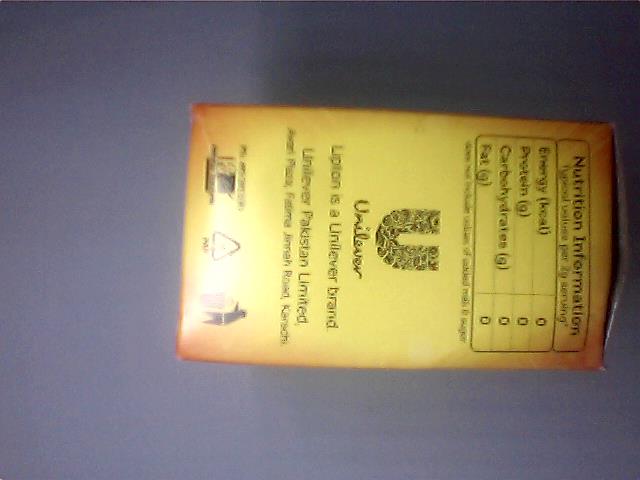 Nutrition Information
Typical values per 2g serving*
Energy (kcal) 0
Protein (g) 0
Carbohydrates (g) 0
Fat (g) 0
does not include values of added milk & sugar
Unilever
Lipton is a Unilever brand.
Unilever Pakistan Limited,
Avari Plaza, Fatima Jinnah Road, Karachi.
PAP